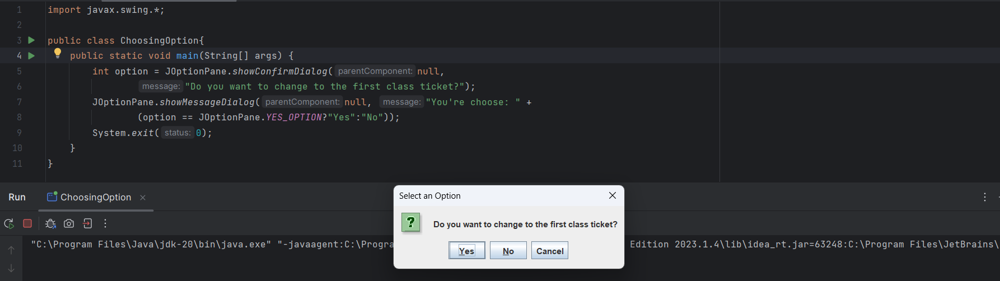 1 import javax.swing.*;
2
3 public class ChoosingOption{
4 public static void main(String[] args) {
5 int option = JOptionPane.showConfirmDialog( parentComponent: null,
6 message: "Do you want to change to the first class ticket?");
7 JOptionPane.showMessageDialog( parentComponent: null, message: "You're choose: " +
8 (option == JOptionPane.YES_OPTION?"Yes":"No"));
9 System.exit( status: 0);
10 }
11 }
Run ChoosingOption
Select an Option
?
Do you want to change to the first class ticket?
Yes No Cancel
"C:\Program Files\Java\jdk-20\bin\java.exe" "-javaagent:C:\Progra Edition 2023.1.4\lib\idea_rt.jar=63248:C:\Program Files\JetBrains\